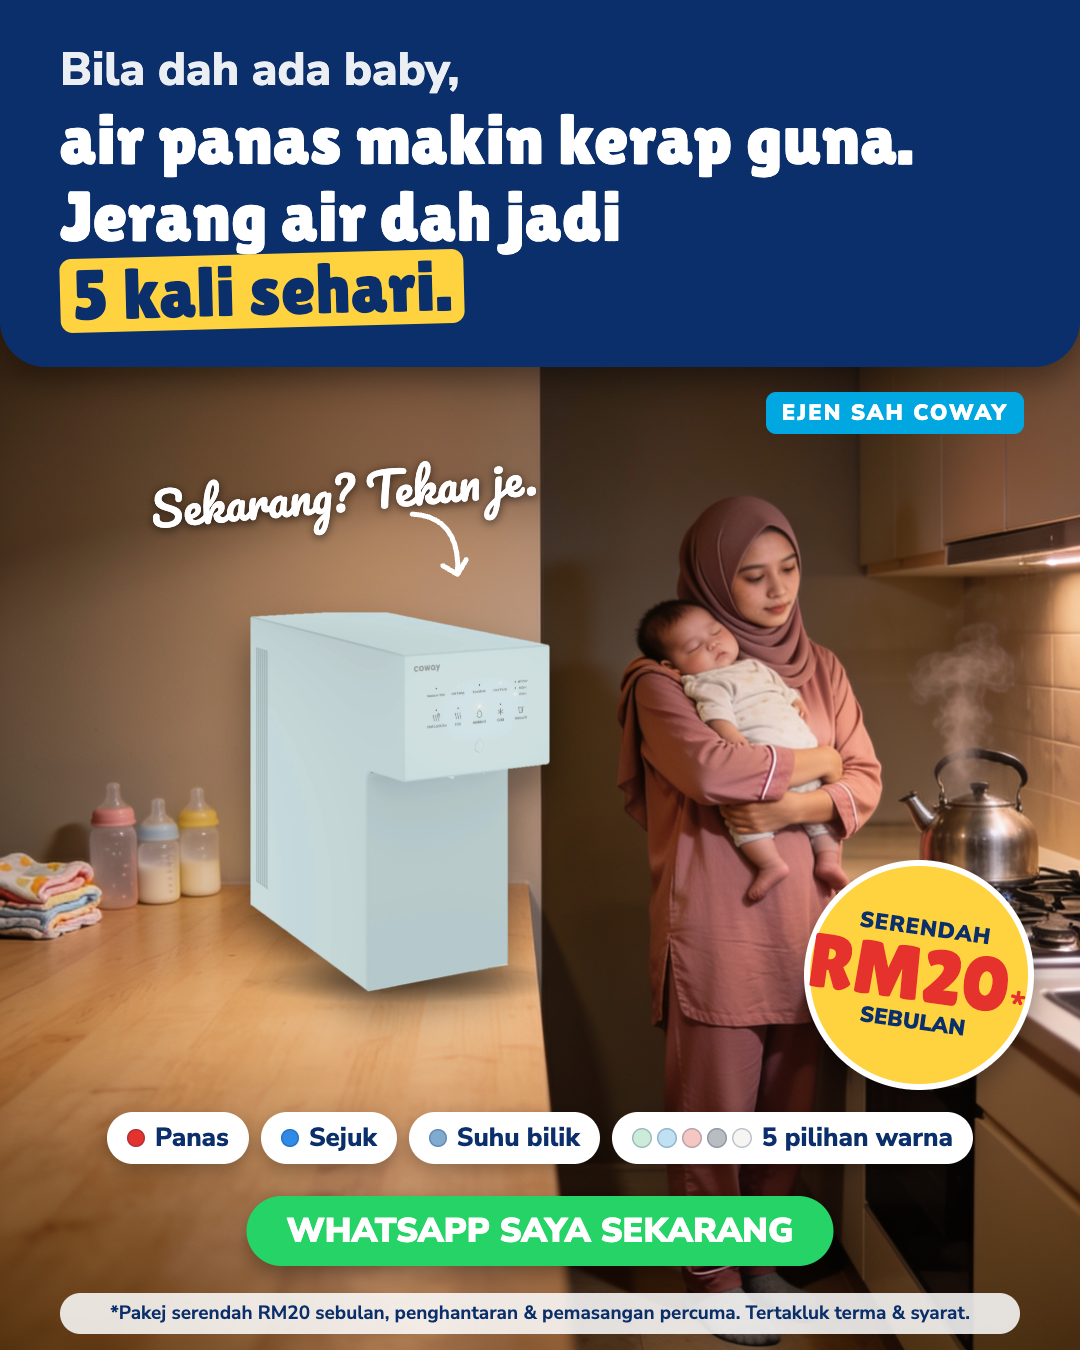 Bila dah ada baby,
air panas makin kerap guna.
Jerang air dah jadi
5 kali sehari.
EJEN SAH COWAY
Sekarang? Tekan je.
coway
SERENDAH
RM20*
SEBULAN
Panas
Sejuk
Suhu bilik
5 pilihan warna
WHATSAPP SAYA SEKARANG
*Pakej serendah RM20 sebulan, penghantaran & pemasangan percuma. Tertakluk terma & syarat.